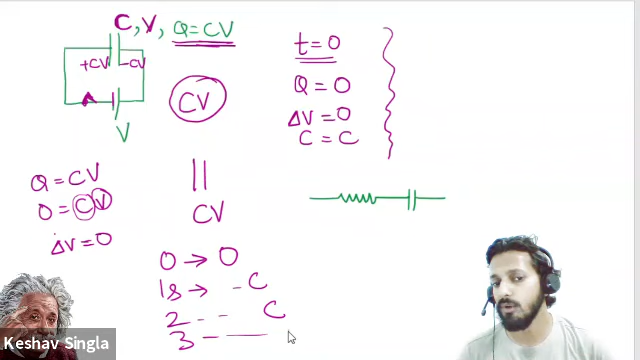 C, V, Q = CV
+CV -CV
V
CV
t = 0
Q = 0
ΔV = 0
C = C
Q = CV
0 = CV
ΔV = 0
CV
0 → 0
1s → - C
2 - - C
3 - -
Keshav Singla